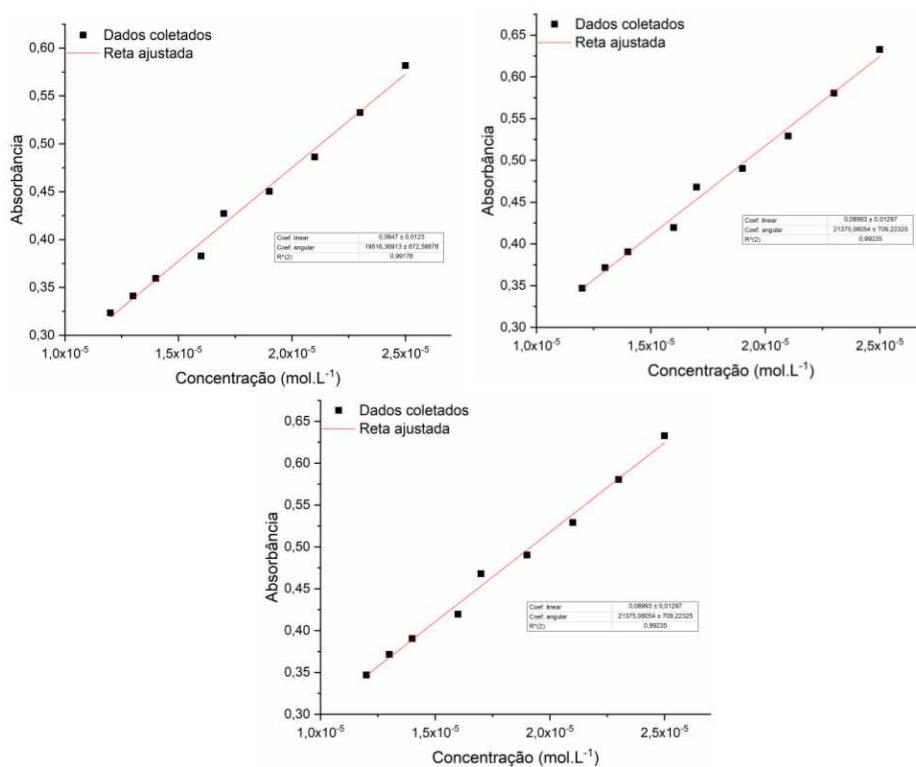 Dados coletados
Reta ajustada
Absorbância
0,60
0,55
0,50
0,45
0,40
0,35
0,30
Coef. linear 0,0847 ± 0,0123
Coef. angular 19516,36913 ± 672,56678
R^(2) 0,99176
1,0x10⁻⁵ 1,5x10⁻⁵ 2,0x10⁻⁵ 2,5x10⁻⁵
Concentração (mol.L⁻¹)
Dados coletados
Reta ajustada
Absorbância
0,65
0,60
0,55
0,50
0,45
0,40
0,35
0,30
Coef. linear 0,08993 ± 0,01297
Coef. angular 21375,08054 ± 709,22325
R^(2) 0,99235
1,0x10⁻⁵ 1,5x10⁻⁵ 2,0x10⁻⁵ 2,5x10⁻⁵
Concentração (mol.L⁻¹)
Dados coletados
Reta ajustada
Absorbância
0,65
0,60
0,55
0,50
0,45
0,40
0,35
0,30
Coef. linear 0,08993 ± 0,01297
Coef. angular 21375,08054 ± 709,22325
R^(2) 0,99235
1,0x10⁻⁵ 1,5x10⁻⁵ 2,0x10⁻⁵ 2,5x10⁻⁵
Concentração (mol.L⁻¹)